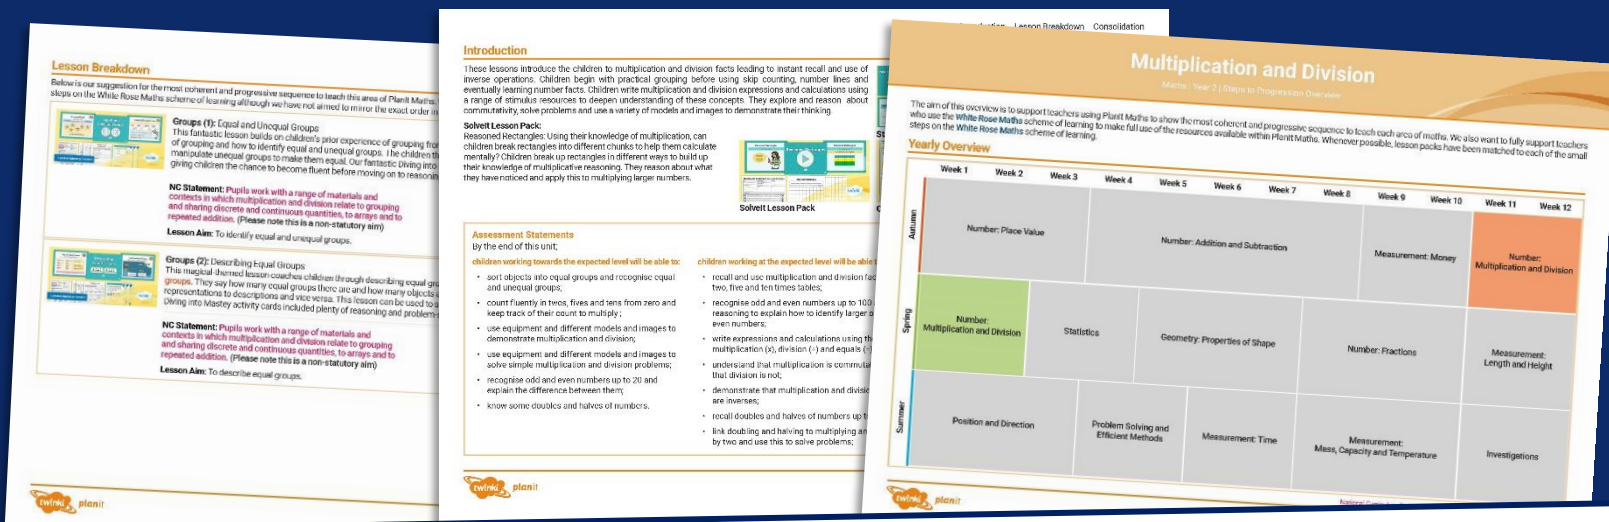 Lesson Breakdown
Below is our suggestion for the most coherent and progressive sequence to teach this area of PlanIt Maths.
steps on the White Rose Maths scheme of learning although we have not aimed to mirror the exact order in
Groups (1): Equal and Unequal Groups
This fantastic lesson builds on children's prior experience of grouping from
of grouping and how to identify equal and unequal groups. The children th
manipulate unequal groups to make them equal. Our fantastic Diving into
giving children the chance to become fluent before moving on to reasoning
NC Statement: Pupils work with a range of materials and
contexts in which multiplication and division relate to grouping
and sharing discrete and continuous quantities, to arrays and to
repeated addition. (Please note this is a non-statutory aim)
Lesson Aim: To identify equal and unequal groups.
Groups (2): Describing Equal Groups
This magical-themed lesson coaches children through describing equal gro
groups. They say how many equal groups there are and how many objects a
representations to descriptions and vice versa. This lesson can be used to s
Diving into Mastey activity cards included plenty of reasoning and problem-
NC Statement: Pupils work with a range of materials and
contexts in which multiplication and division relate to grouping
and sharing discrete and continuous quantities, to arrays and to
repeated addition. (Please note this is a non-statutory aim)
Lesson Aim: To describe equal groups.
twinkl planit
Lesson Breakdown Consolidation
Introduction
These lessons introduce the children to multiplication and division facts leading to instant recall and use of
inverse operations. Children begin with practical grouping before using skip counting, number lines and
eventually learning number facts. Children write multiplication and division expressions and calculations using
a range of stimulus resources to deepen understanding of these concepts. They explore and reason about
commutativity, solve problems and use a variety of models and images to demonstrate their thinking.
SolveIt Lesson Pack:
Reasoned Rectangles: Using their knowledge of multiplication, can
children break rectangles into different chunks to help them calculate
mentally? Children break up rectangles in different ways to build up
their knowledge of multiplicative reasoning. They reason about what
they have noticed and apply this to multiplying larger numbers.
SolveIt Lesson Pack
Assessment Statements
By the end of this unit;
children working towards the expected level will be able to:
• sort objects into equal groups and recognise equal
and unequal groups;
• count fluently in twos, fives and tens from zero and
keep track of their count to multiply ;
• use equipment and different models and images to
demonstrate multiplication and division;
• use equipment and different models and images to
solve simple multiplication and division problems;
• recognise odd and even numbers up to 20 and
explain the difference between them;
• know some doubles and halves of numbers.
children working at the expected level will be able t
• recall and use multiplication and division fac
two, five and ten times tables;
• recognise odd and even numbers up to 100
reasoning to explain how to identify larger o
even numbers;
• write expressions and calculations using th
multiplication (x), division (÷) and equals (=)
• understand that multiplication is commutat
that division is not;
• demonstrate that multiplication and divisio
are inverses;
• recall doubles and halves of numbers up t
• link doubling and halving to multiplying an
by two and use this to solve problems;
twinkl planit
Multiplication and Division
Maths | Year 2 | Steps to Progression Overview
The aim of this overview is to support teachers using PlanIt Maths to show the most coherent and progressive sequence to teach each area of maths. We also want to fully support teachers
who use the White Rose Maths scheme of learning to make full use of the resources available within PlanIt Maths. Whenever possible, lesson packs have been matched to each of the small
steps on the White Rose Maths scheme of learning.
Yearly Overview
Week 1 Week 2 Week 3 Week 4 Week 5 Week 6 Week 7 Week 8 Week 9 Week 10 Week 11 Week 12
Autumn
Number: Place Value
Number: Addition and Subtraction
Measurement: Money
Number:
Multiplication and Division
Spring
Number:
Multiplication and Division
Statistics
Geometry: Properties of Shape
Number: Fractions
Measurement:
Length and Height
Summer
Position and Direction
Problem Solving and
Efficient Methods
Measurement: Time
Measurement:
Mass, Capacity and Temperature
Investigations
twinkl planit